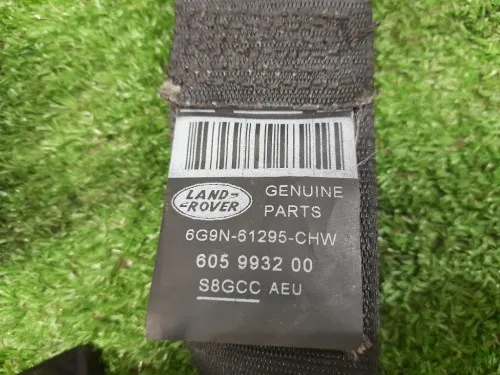 LAND-
-ROVER
GENUINE
PARTS
6G9N-61295-CHW
605 9932 00
S8GCC AEU